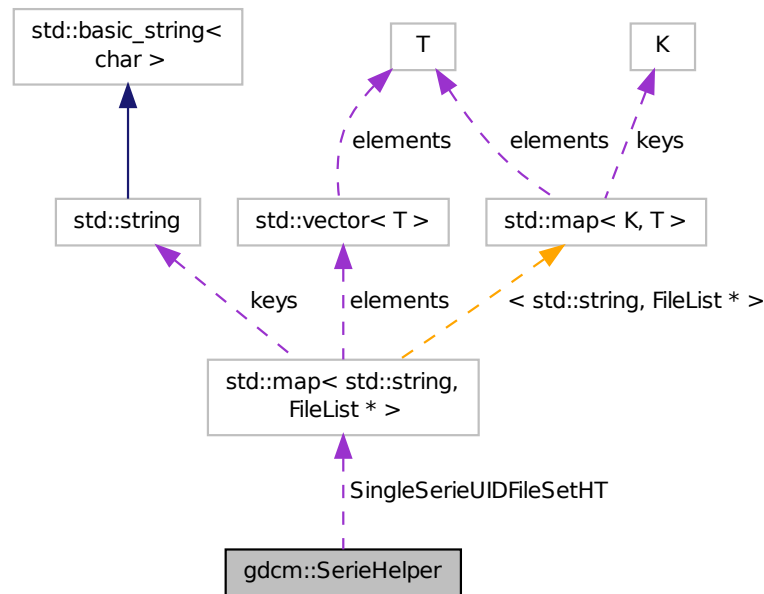 std::basic_string<
char >
T
K
elements
elements
keys
std::string
std::vector< T >
std::map< K, T >
keys
elements
< std::string, FileList * >
std::map< std::string,
FileList * >
SingleSerieUIDFileSetHT
gdcm::SerieHelper